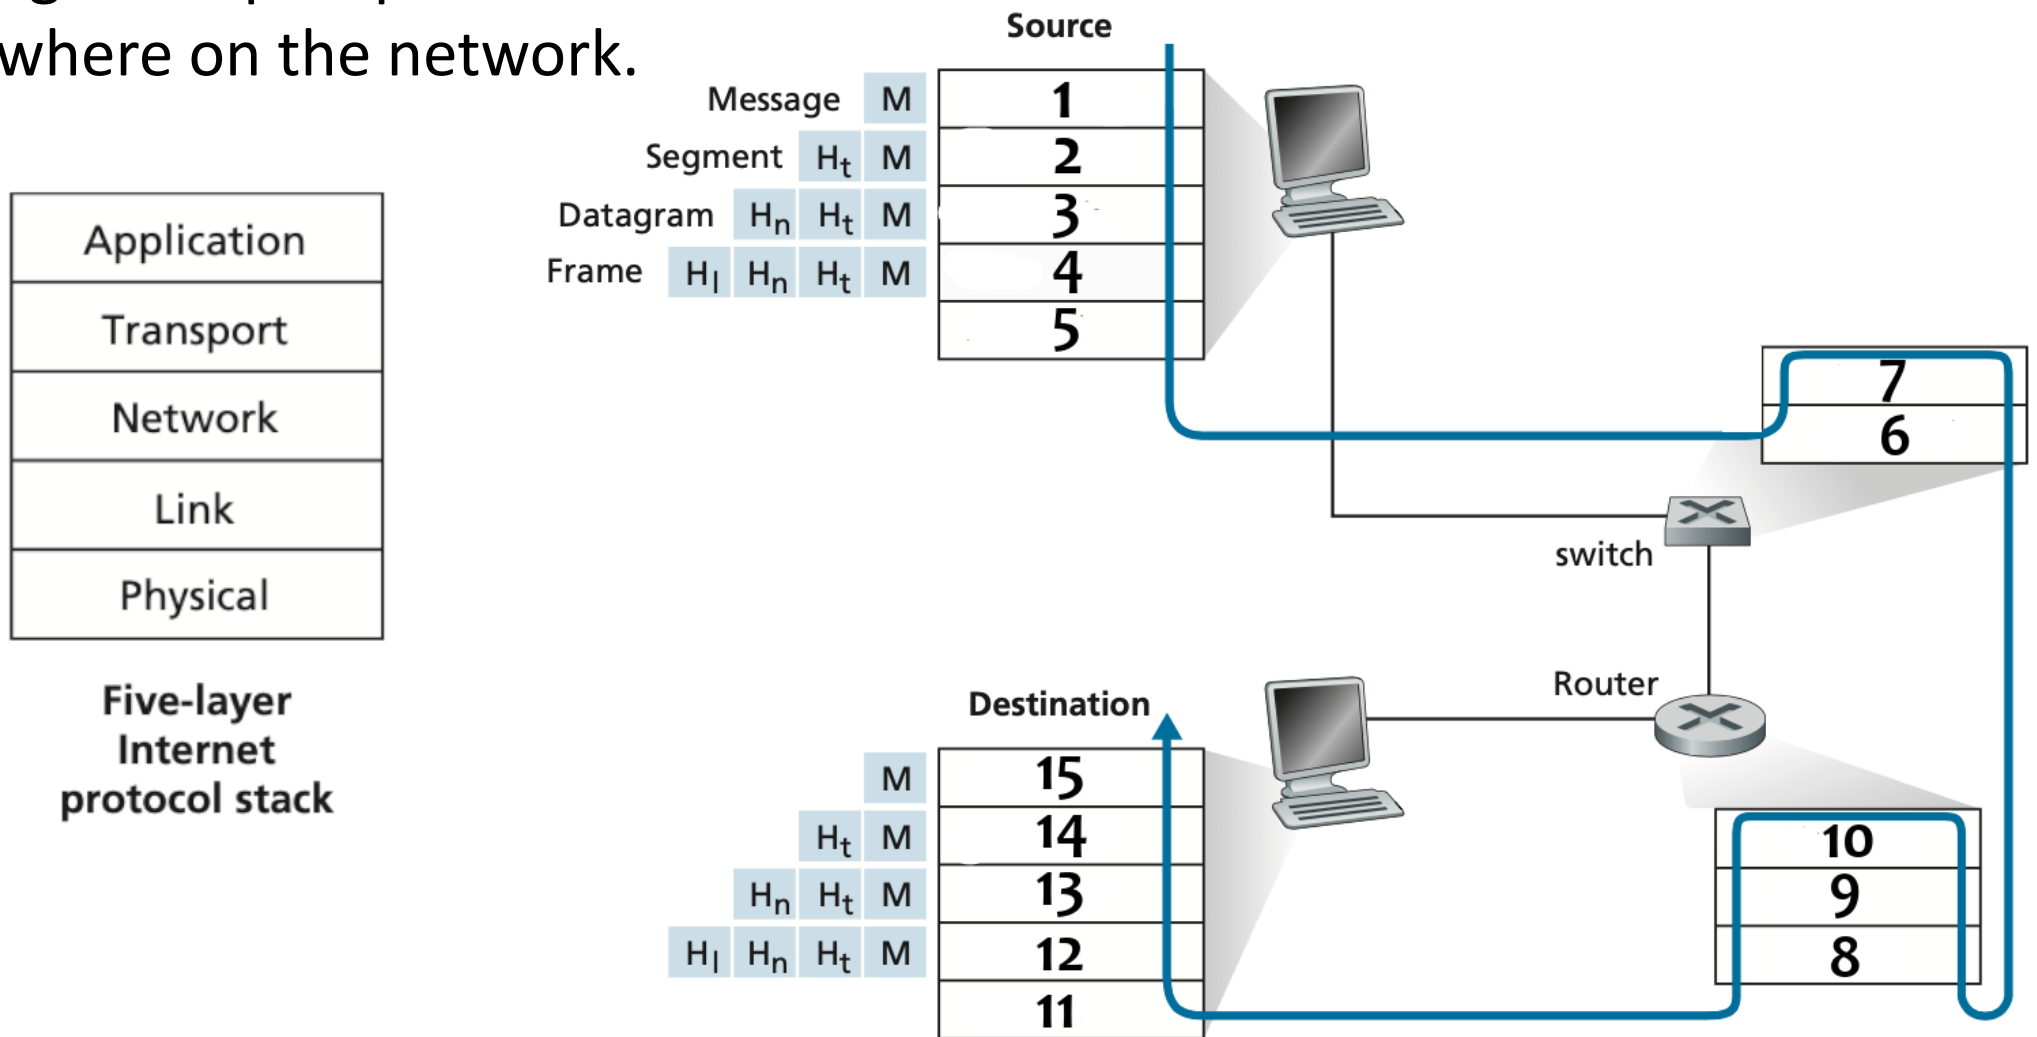 where on the network.
Application
Transport
Network
Link
Physical
Five-layer
Internet
protocol stack
Source
Message M 1
Segment Ht M 2
Datagram Hn Ht M 3
Frame Hl Hn Ht M 4
5
7
6
switch
Router
10
9
8
Destination
M 15
Ht M 14
Hn Ht M 13
Hl Hn Ht M 12
11